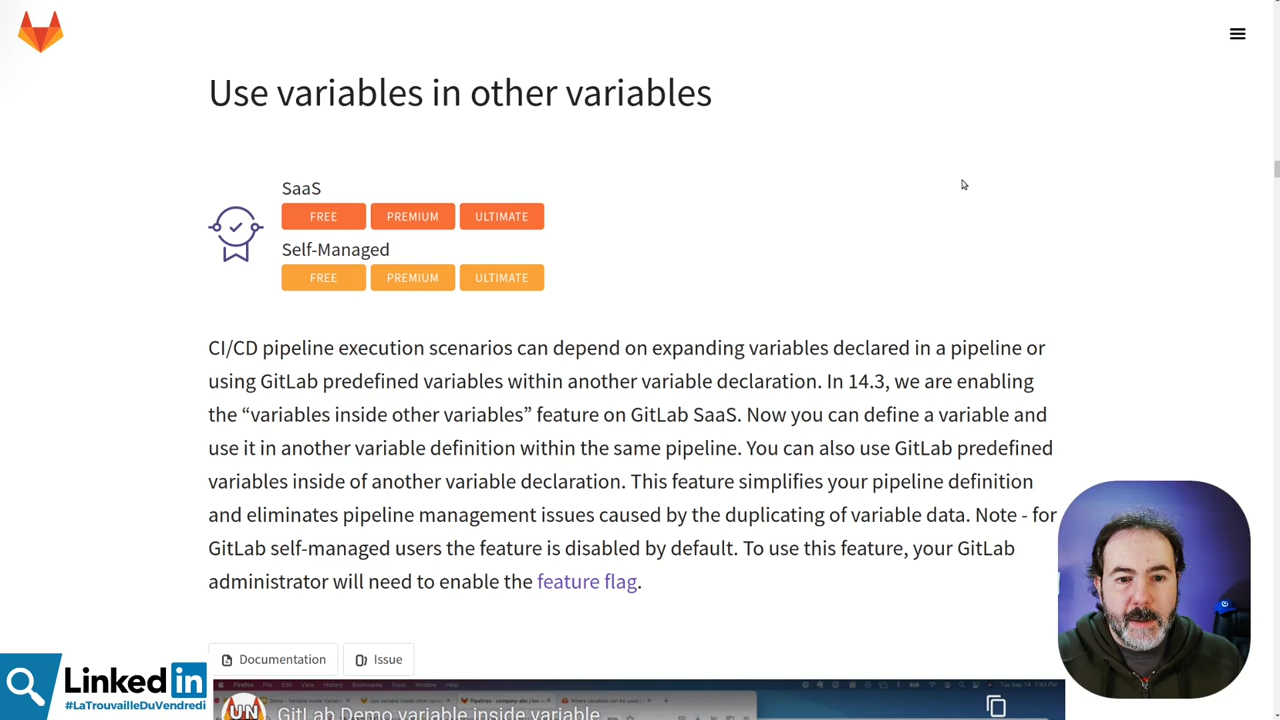 Use variables in other variables
SaaS
FREE PREMIUM ULTIMATE
Self-Managed
FREE PREMIUM ULTIMATE
CI/CD pipeline execution scenarios can depend on expanding variables declared in a pipeline or
using GitLab predefined variables within another variable declaration. In 14.3, we are enabling
the “variables inside other variables” feature on GitLab SaaS. Now you can define a variable and
use it in another variable definition within the same pipeline. You can also use GitLab predefined
variables inside of another variable declaration. This feature simplifies your pipeline definition
and eliminates pipeline management issues caused by the duplicating of variable data. Note - for
GitLab self-managed users the feature is disabled by default. To use this feature, your GitLab
administrator will need to enable the feature flag.
Documentation Issue
Linked in
#LaTrouvailleDuVendredi
UN GitLab Demo variable inside variable